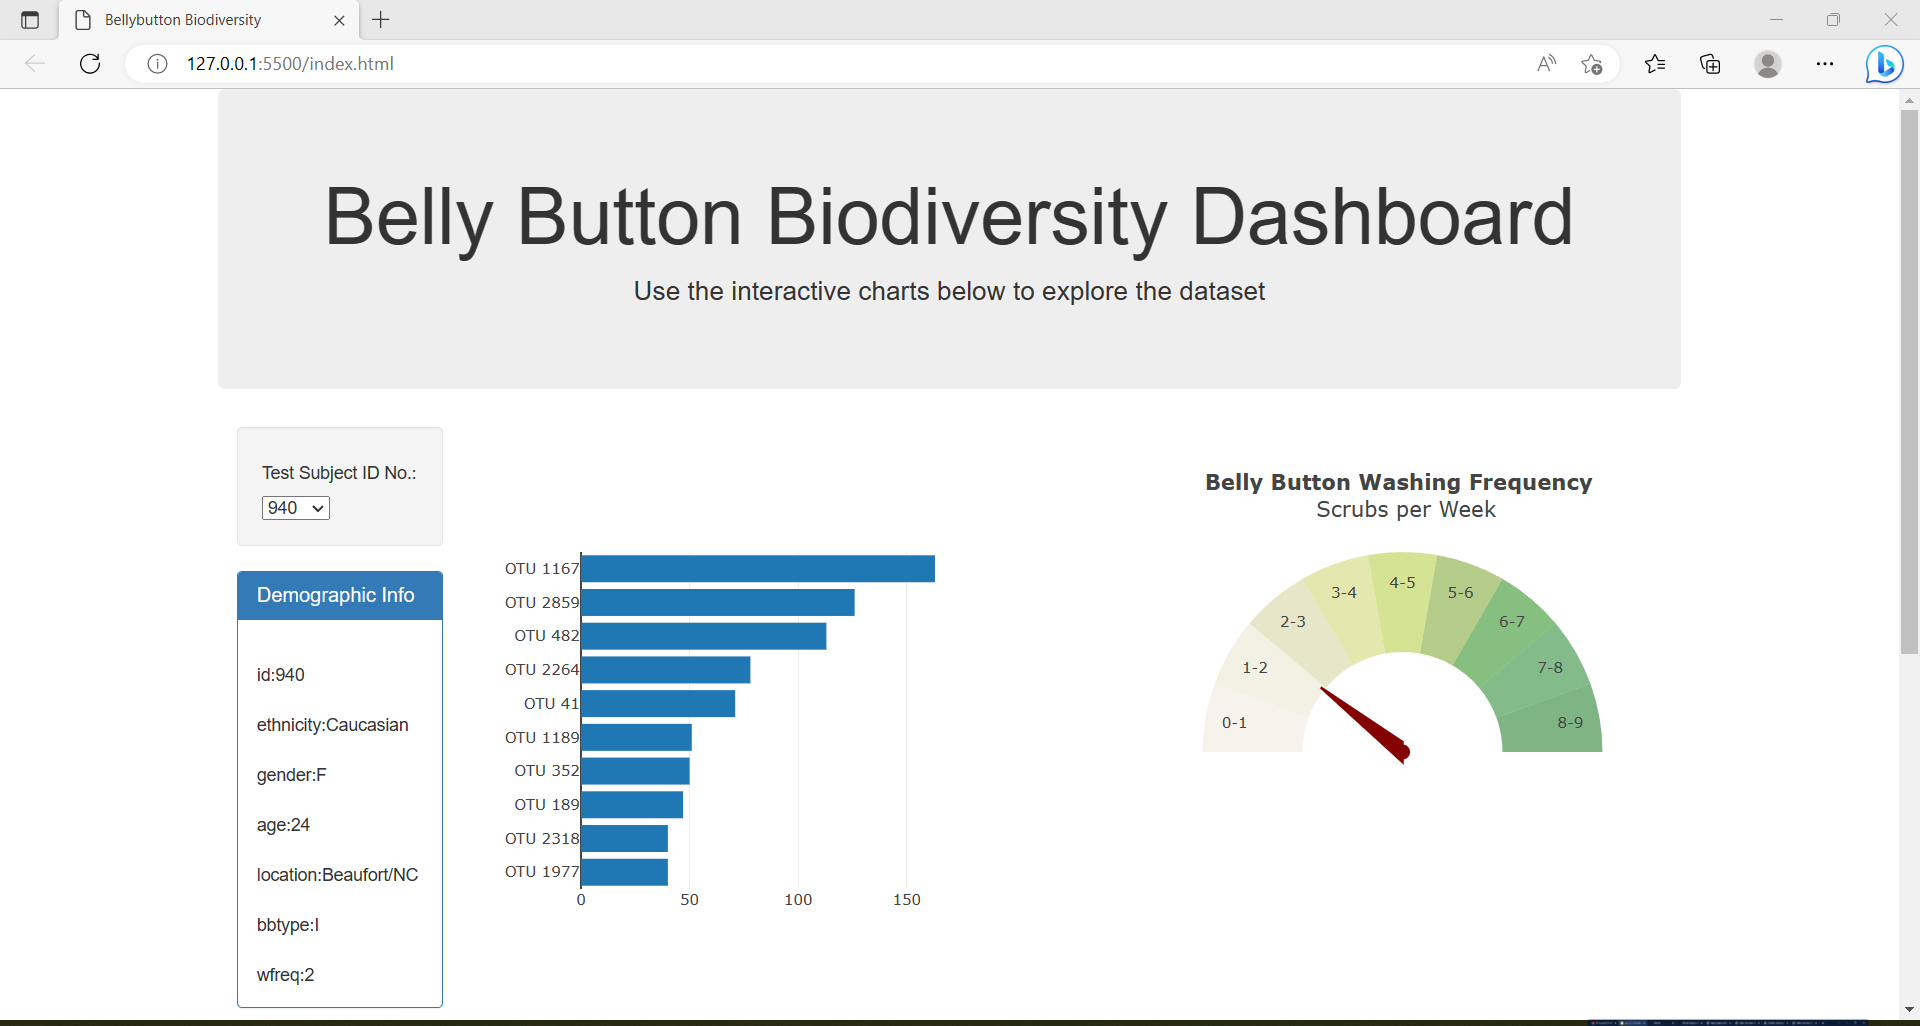 Bellybutton Biodiversity
127.0.0.1:5500/index.html
Belly Button Biodiversity Dashboard
Use the interactive charts below to explore the dataset
Test Subject ID No.:
940
Demographic Info
id:940
ethnicity:Caucasian
gender:F
age:24
location:Beaufort/NC
bbtype:I
wfreq:2
OTU 1167
OTU 2859
OTU 482
OTU 2264
OTU 41
OTU 1189
OTU 352
OTU 189
OTU 2318
OTU 1977
0 50 100 150
Belly Button Washing Frequency
Scrubs per Week
0-1
1-2
2-3
3-4
4-5
5-6
6-7
7-8
8-9